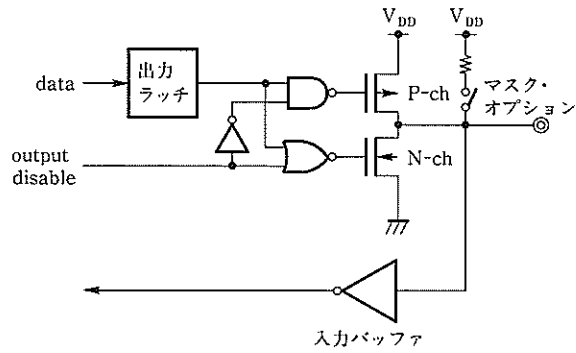 V_DD
V_DD
data
出力
ラッチ
P-ch
マスク・
オプション
output
disable
N-ch
入力バッファ